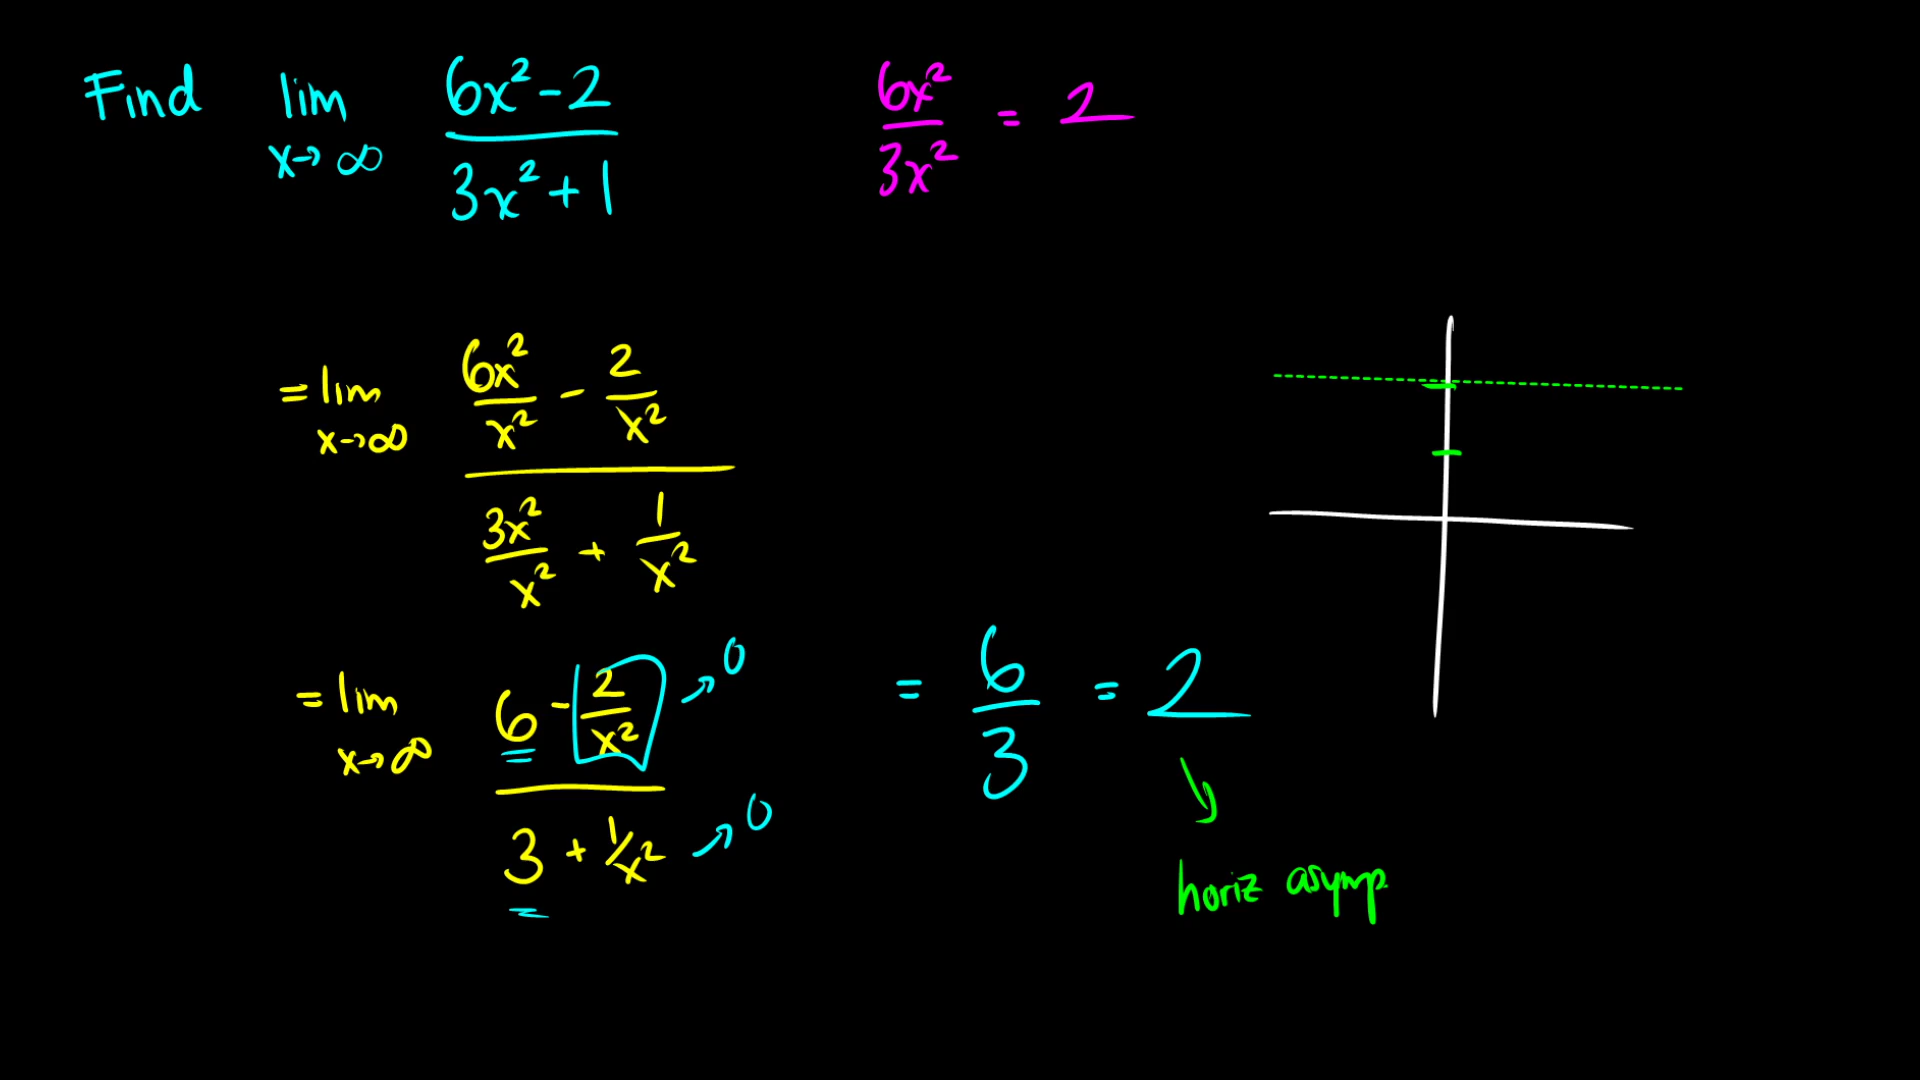 Find lim x→∞ (6x² - 2)/(3x² + 1)
6x²/3x² = 2
= lim x→∞ (6x²/x² - 2/x²)/(3x²/x² + 1/x²)
= lim x→∞ (6 - 2/x²)/(3 + 1/x²) →0 →0
= 6/3 = 2
horiz asymp